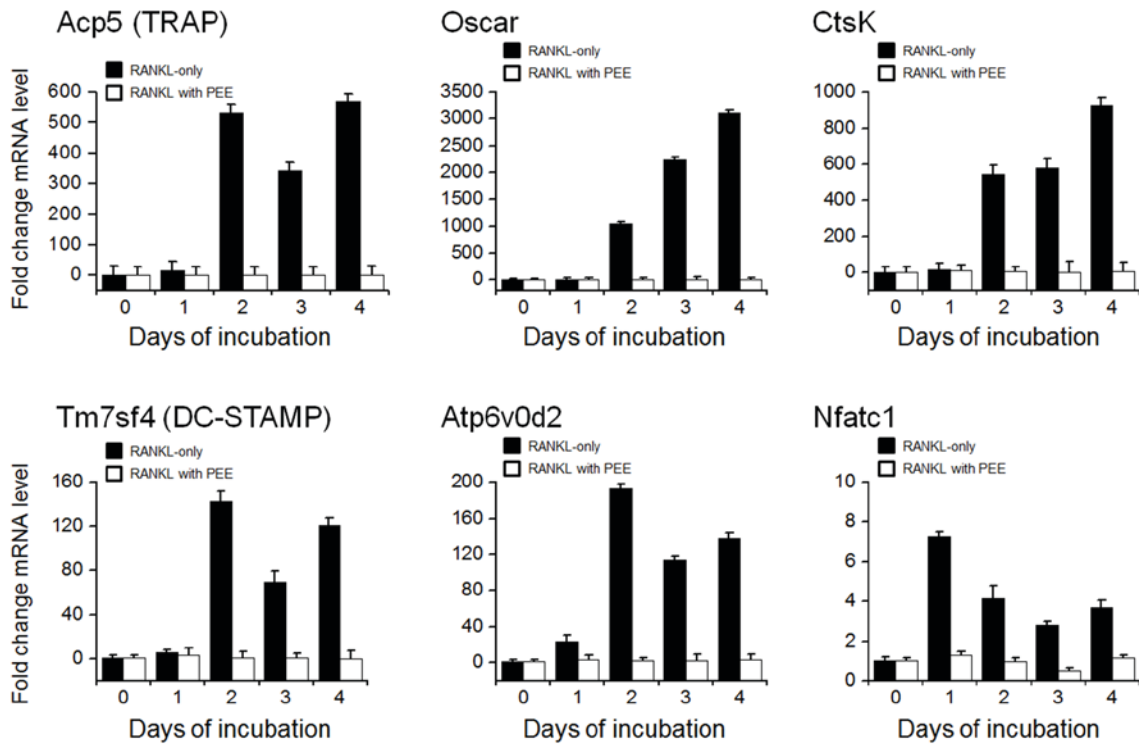 Acp5 (TRAP)
RANKL-only
RANKL with PEE
Fold change mRNA level
600
500
400
300
200
100
0
0 1 2 3 4
Days of incubation
Oscar
RANKL-only
RANKL with PEE
3500
3000
2500
2000
1500
1000
500
0
0 1 2 3 4
Days of incubation
CtsK
RANKL-only
RANKL with PEE
1000
800
600
400
200
0
0 1 2 3 4
Days of incubation
Tm7sf4 (DC-STAMP)
RANKL-only
RANKL with PEE
Fold change mRNA level
160
120
80
40
0
0 1 2 3 4
Days of incubation
Atp6v0d2
RANKL-only
RANKL with PEE
200
160
120
80
40
0
0 1 2 3 4
Days of incubation
Nfatc1
RANKL-only
RANKL with PEE
10
8
6
4
2
0
0 1 2 3 4
Days of incubation